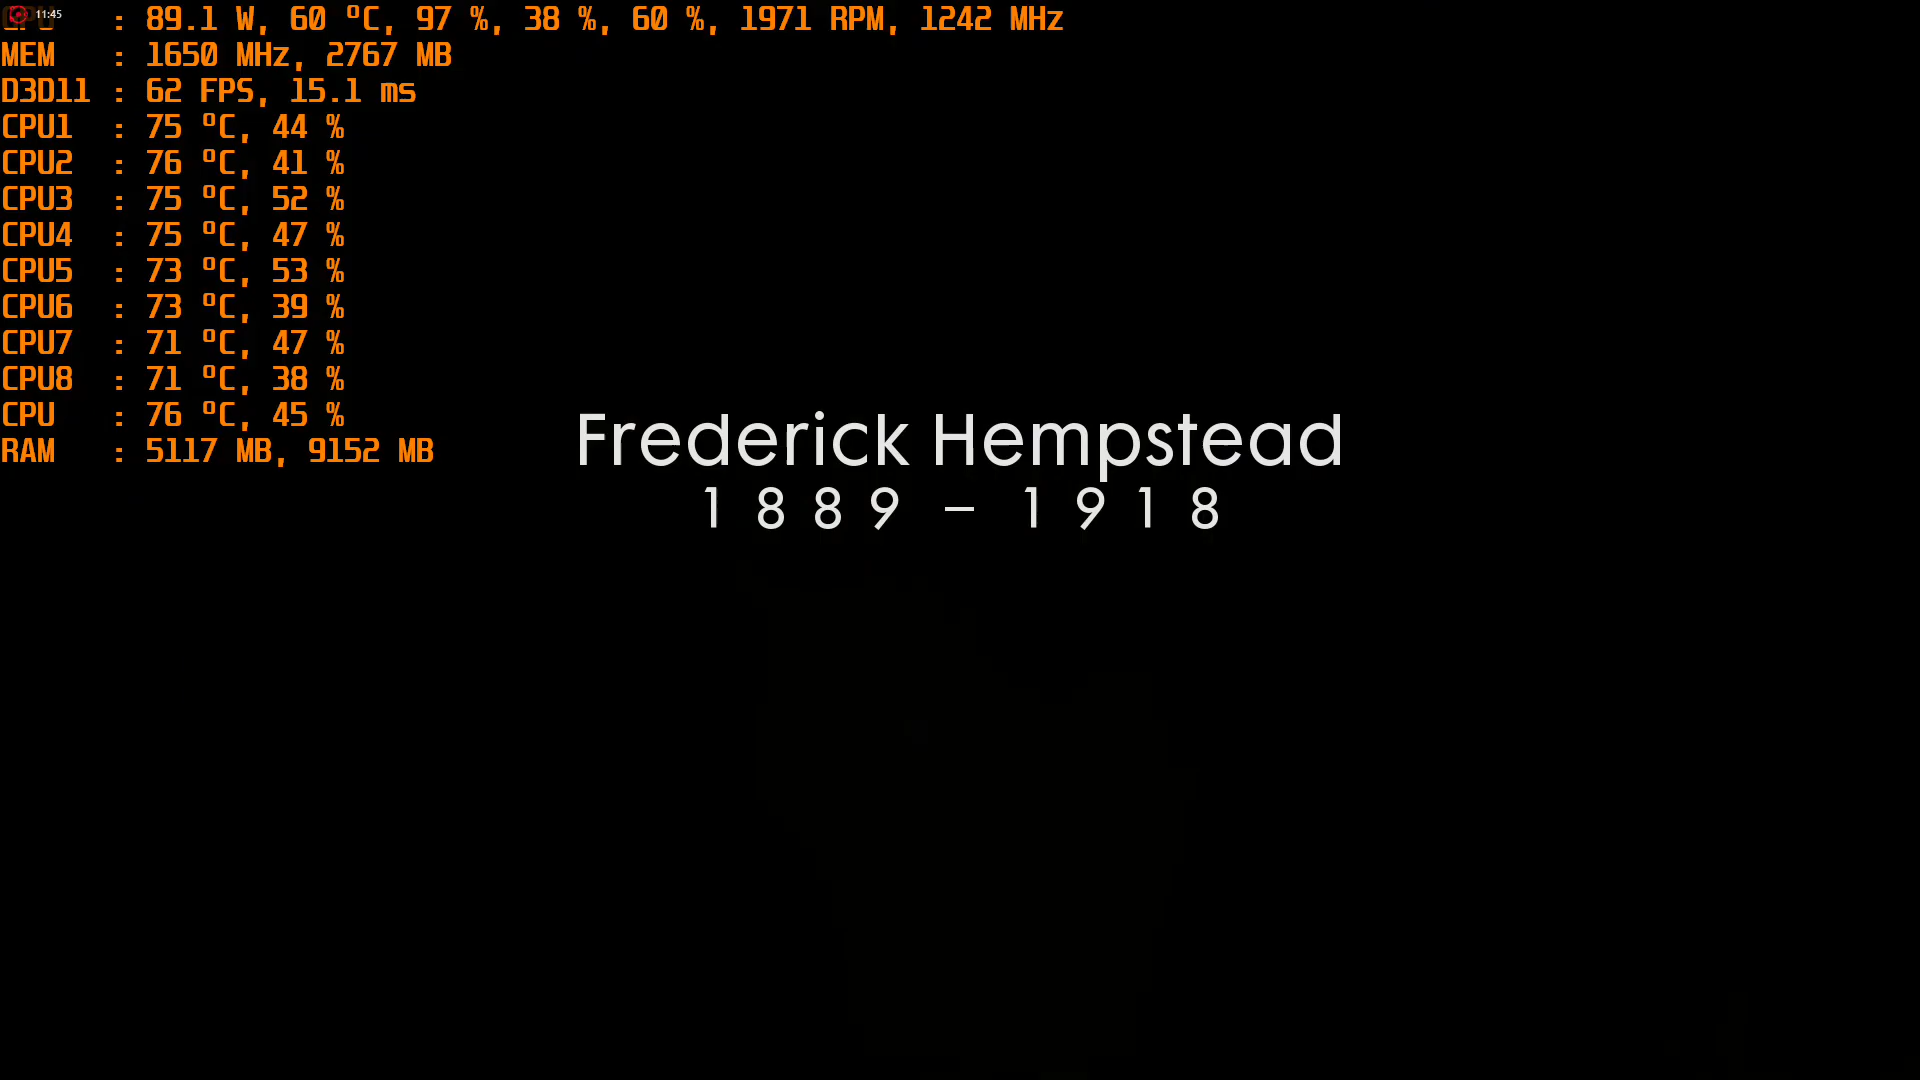 GPU : 89.1 W, 60 °C, 97 %, 38 %, 60 %, 1971 RPM, 1242 MHz
11:45
MEM : 1650 MHz, 2767 MB
D3D11 : 62 FPS, 15.1 ms
CPU1 : 75 °C, 44 %
CPU2 : 76 °C, 41 %
CPU3 : 75 °C, 52 %
CPU4 : 75 °C, 47 %
CPU5 : 73 °C, 53 %
CPU6 : 73 °C, 39 %
CPU7 : 71 °C, 47 %
CPU8 : 71 °C, 38 %
CPU : 76 °C, 45 %
RAM : 5117 MB, 9152 MB
Frederick Hempstead
1889 – 1918